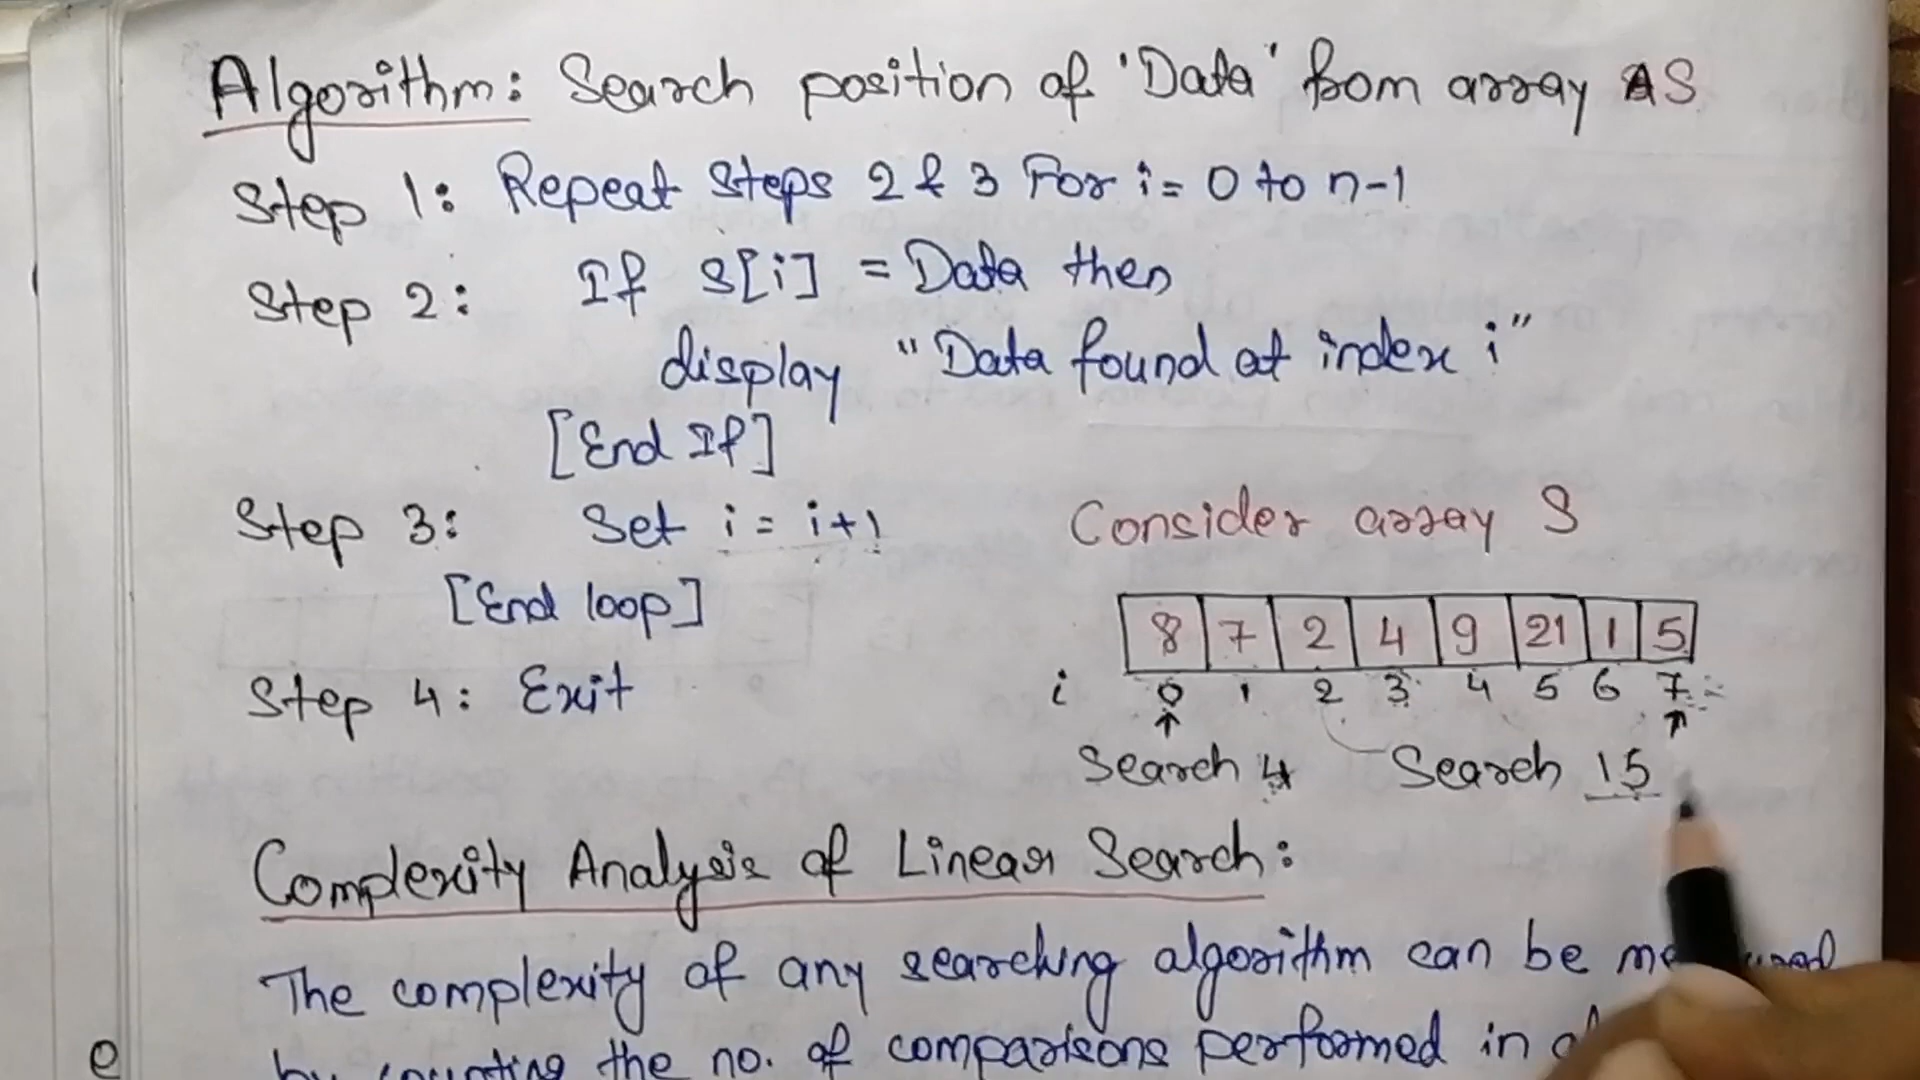 Algorithm: Search position of 'Data' from array S
Step 1: Repeat Steps 2 & 3 For i = 0 to n-1
Step 2: If S[i] = Data then
display "Data found at index i"
[End If]
Step 3: Set i = i+1
[End loop]
Step 4: Exit
Consider array S
8 7 2 4 9 21 1 5
i 0 1 2 3 4 5 6 7
Search 4 Search 15
Complexity Analysis of Linear Search:
The complexity of any searching algorithm can be
by counting the no. of comparisons performed in
e